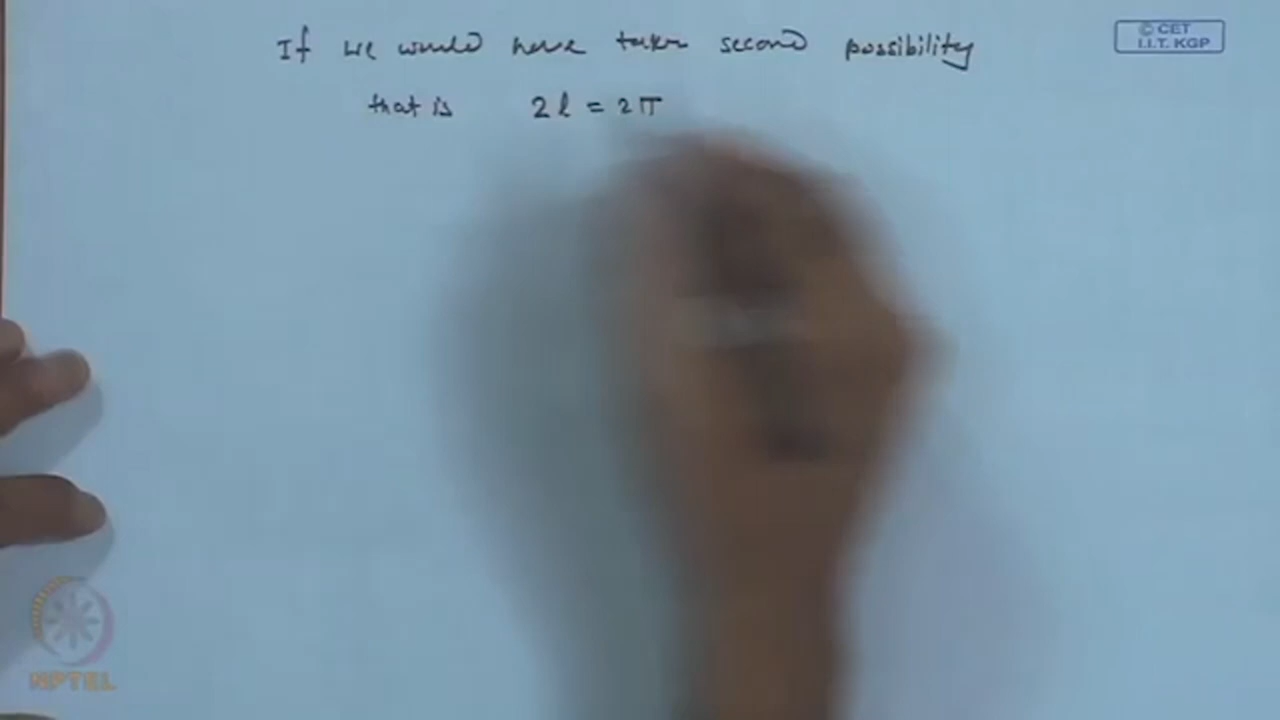 If we would have taken second possibility
© CET
I.I.T. KGP
that is 2l = 2π
NPTEL